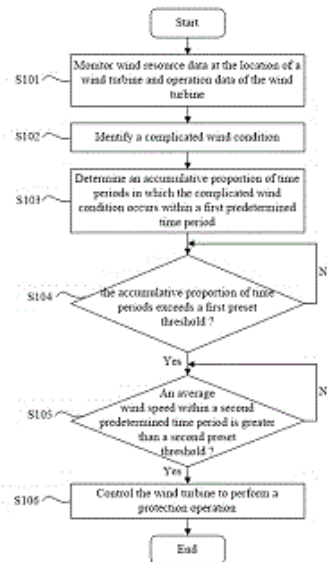 Start
S101
Monitor wind resource data at the location of a
wind turbine and operation data of the wind
turbine
S102
Identify a complicated wind condition
S103
Determine an accumulative proportion of time
periods in which the complicated wind
condition occurs within a first predetermined
time period
S104
the accumulative proportion of time
periods exceeds a first preset
threshold ?
N
Yes
S105
An average
wind speed within a second
predetermined time period is greater
than a second preset
threshold ?
N
Yes
S106
Control the wind turbine to perform a
protection operation
End